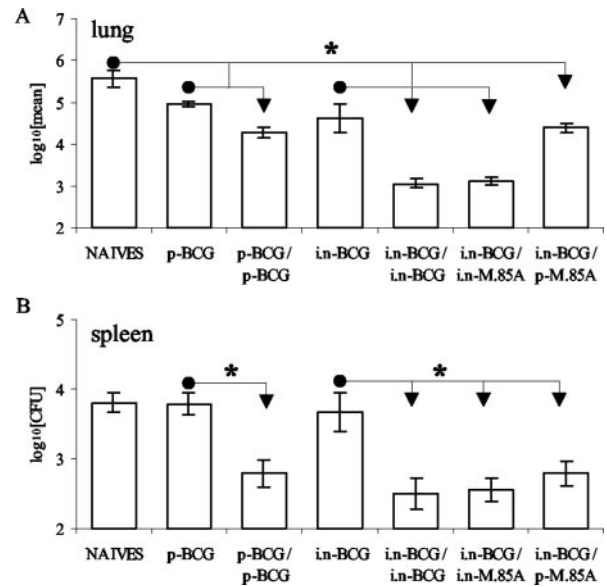 A
lung
*
log¹⁰[mean]
7
6
5
4
3
2
NAIVES p-BCG p-BCG/ i.n-BCG i.n-BCG/ i.n-BCG/ i.n-BCG/
p-BCG i.n-BCG i.n-M.85A p-M.85A
B
spleen
* *
log¹⁰[CFU]
5
4
3
2
NAIVES p-BCG p-BCG/ i.n-BCG i.n-BCG/ i.n-BCG/ i.n-BCG/
p-BCG i.n-BCG i.n-M.85A p-M.85A